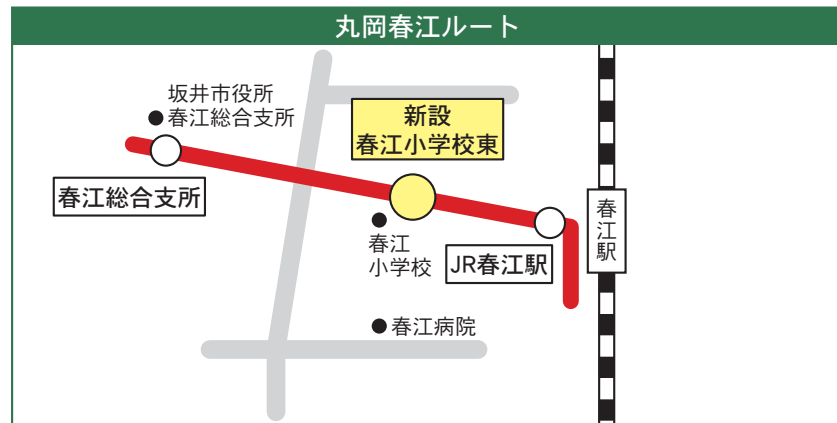 丸岡春江ルート
坂井市役所
春江総合支所
新設
春江小学校東
春江総合支所
春江
小学校
JR春江駅
春江駅
春江病院